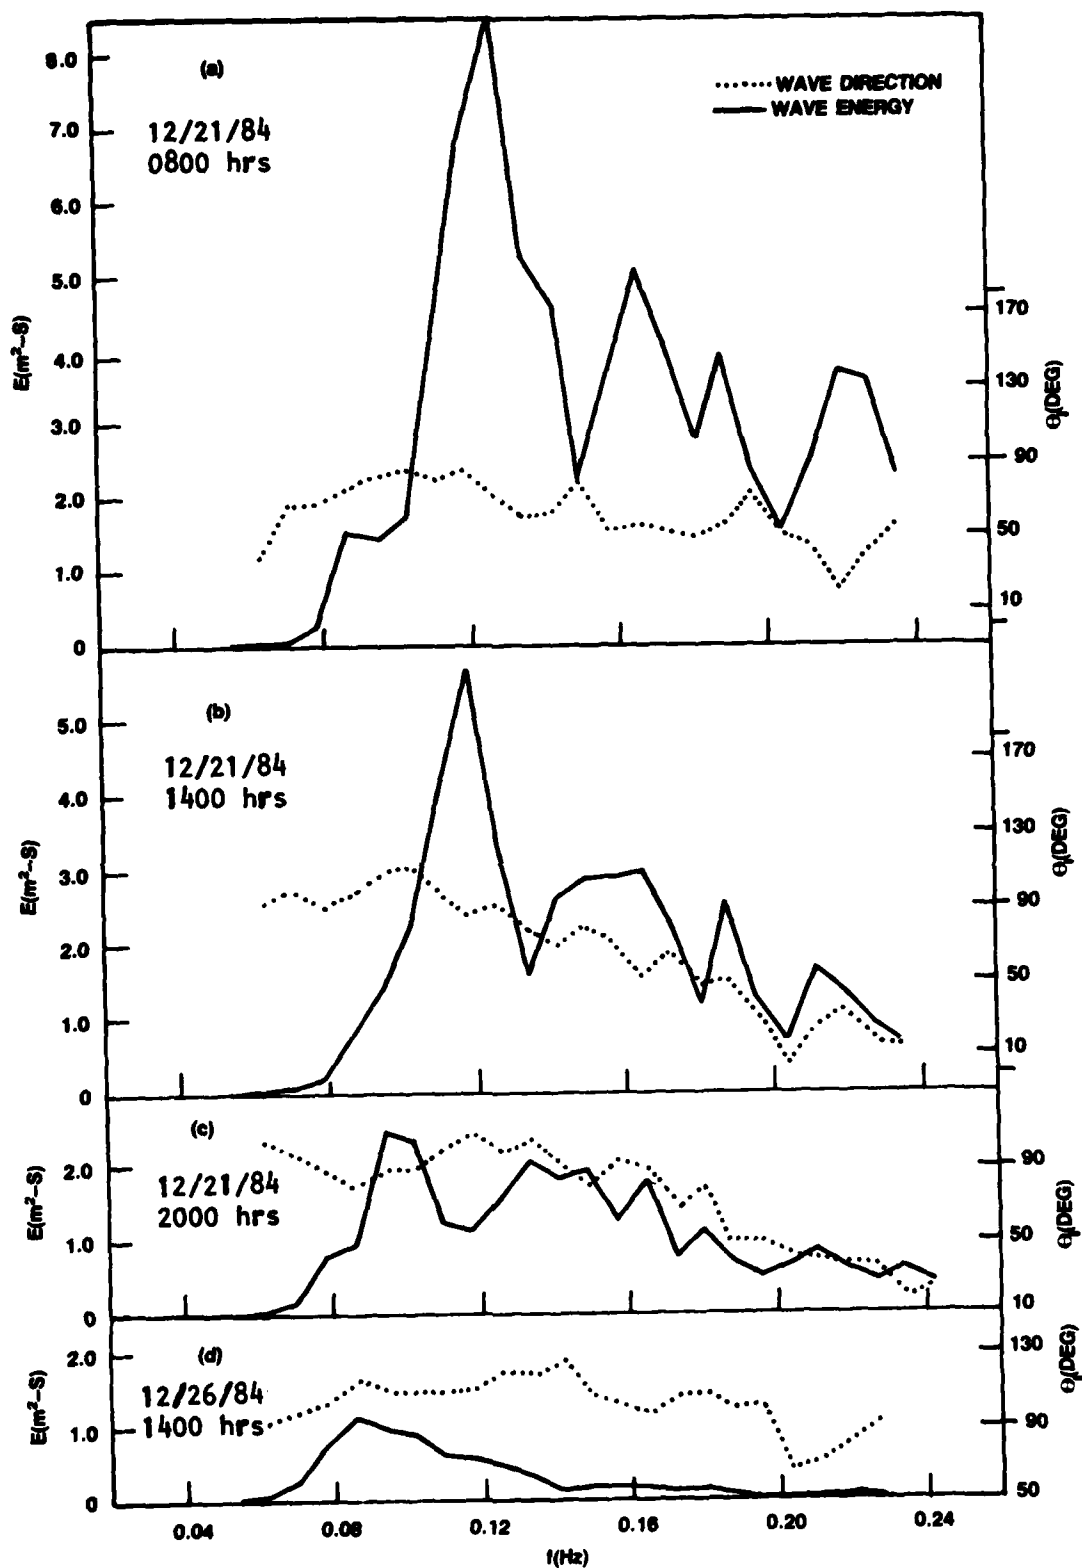 (a)
12/21/84
0800 hrs
WAVE DIRECTION
WAVE ENERGY
8.0
7.0
6.0
5.0
4.0
3.0
2.0
1.0
0
E(m²-S)
170
130
90
50
10
Θ(DEG)
(b)
12/21/84
1400 hrs
5.0
4.0
3.0
2.0
1.0
0
E(m²-S)
170
130
90
50
10
Θ(DEG)
(c)
12/21/84
2000 hrs
2.0
1.0
0
E(m²-S)
90
50
10
Θ(DEG)
(d)
12/26/84
1400 hrs
2.0
1.0
0
E(m²-S)
130
90
50
Θ(DEG)
0.04 0.08 0.12 0.16 0.20 0.24
f(Hz)